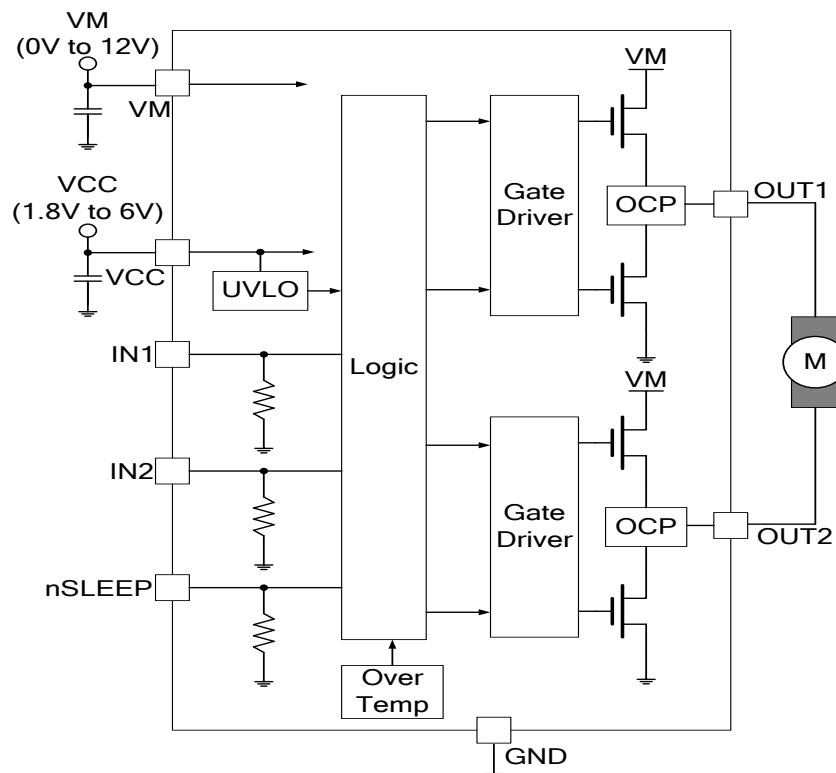 VM
(0V to 12V)
VM
VM
VCC
(1.8V to 6V)
VCC
UVLO
IN1
IN2
nSLEEP
Logic
Over
Temp
Gate
Driver
OCP
OUT1
M
VM
Gate
Driver
OCP
OUT2
GND